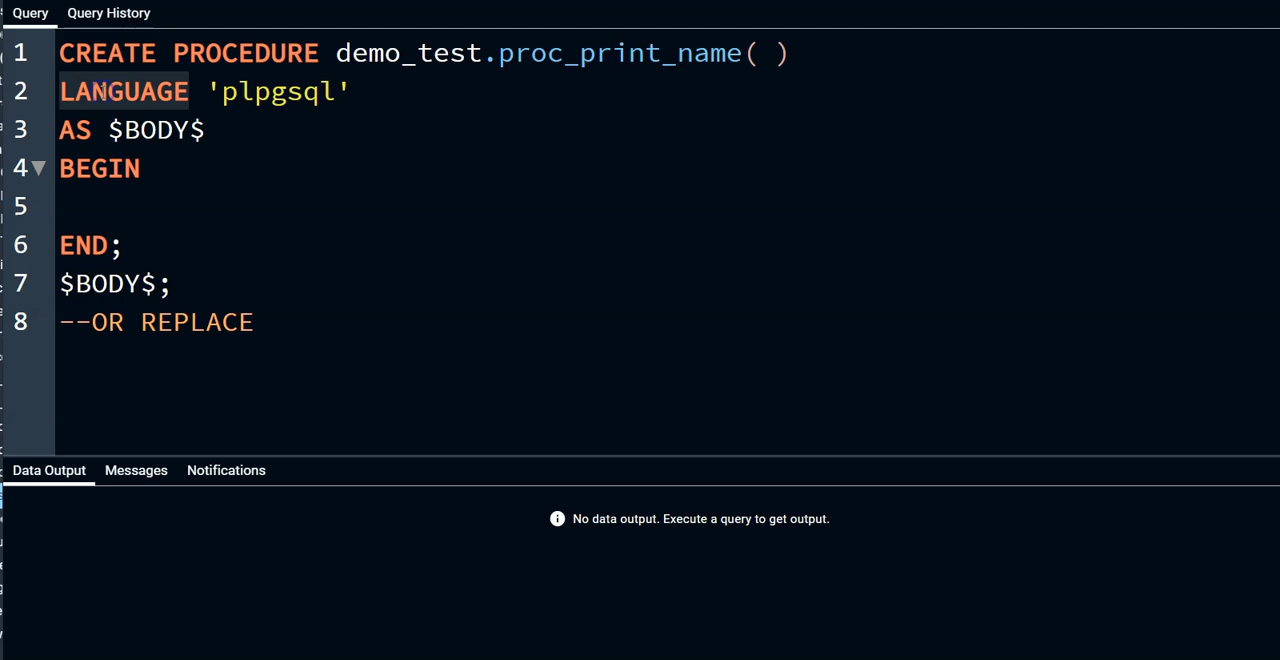 Query Query History
1 CREATE PROCEDURE demo_test.proc_print_name( )
2 LANGUAGE 'plpgsql'
3 AS $BODY$
4 BEGIN
5
6 END;
7 $BODY$;
8 --OR REPLACE
Data Output Messages Notifications
No data output. Execute a query to get output.